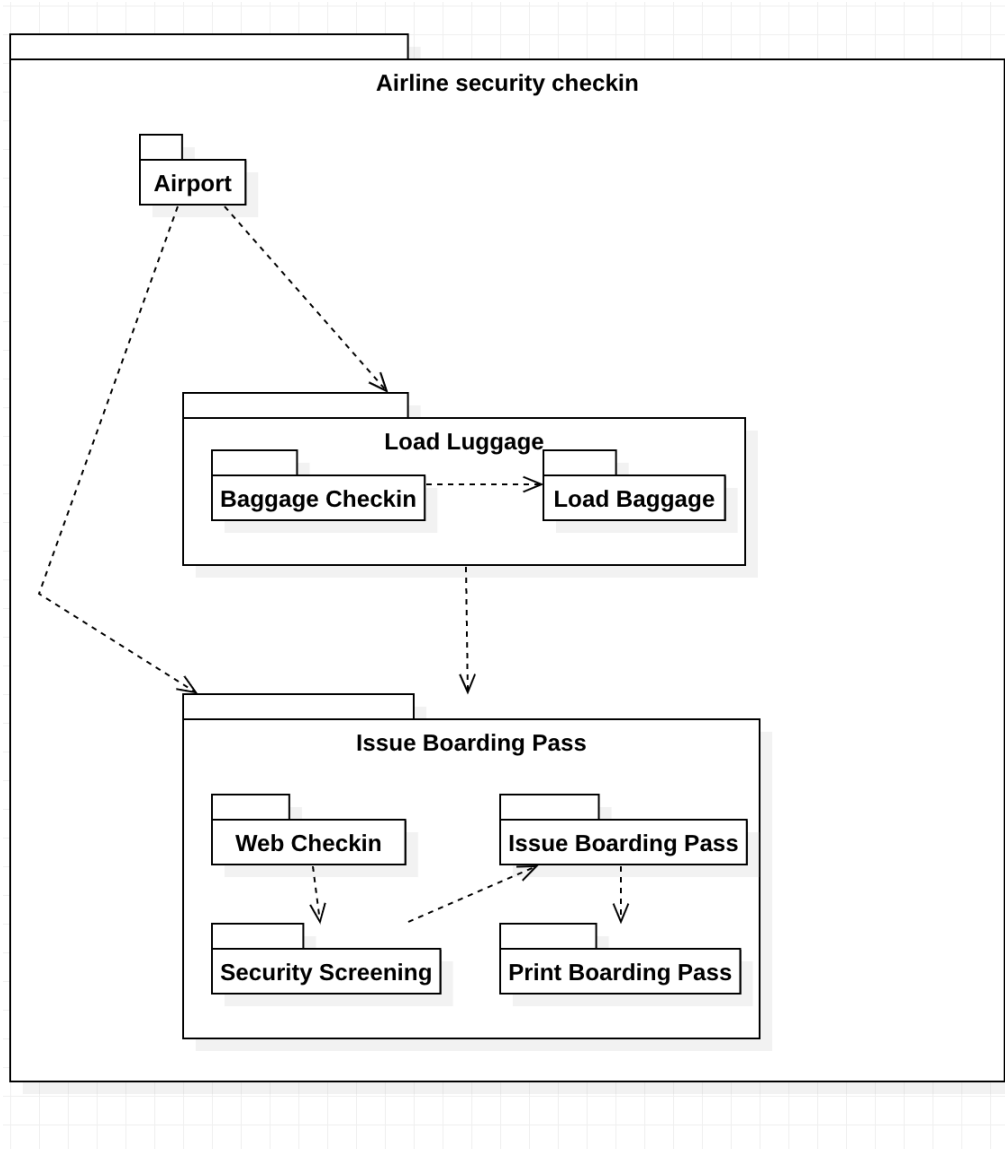 Airline security checkin
Airport
Load Luggage
Baggage Checkin
Load Baggage
Issue Boarding Pass
Web Checkin
Issue Boarding Pass
Security Screening
Print Boarding Pass